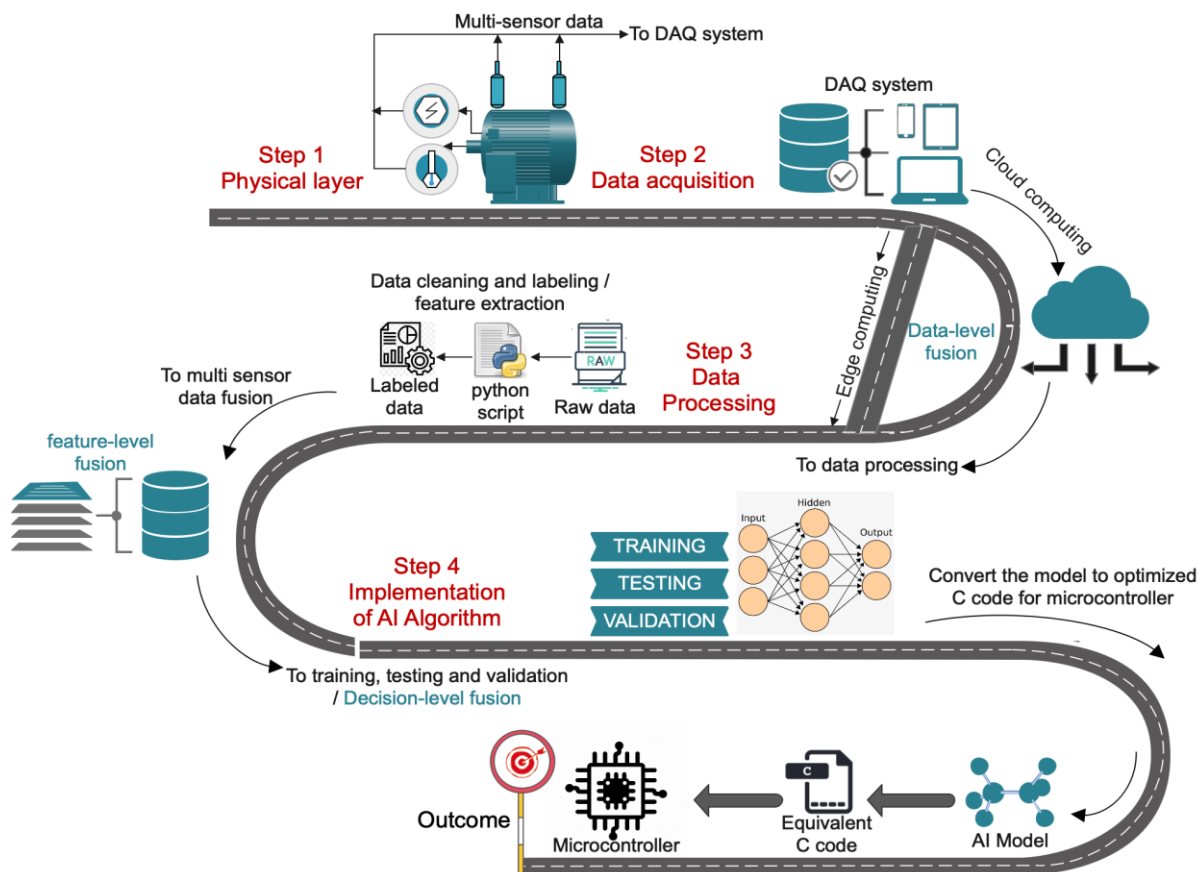 Multi-sensor data
To DAQ system
DAQ system
Step 1
Physical layer
Step 2
Data acquisition
Cloud computing
Edge computing
Data-level
fusion
Data cleaning and labeling /
feature extraction
Step 3
Data
Processing
RAW
Labeled
data
python
script
Raw data
To multi sensor
data fusion
To data processing
feature-level
fusion
Step 4
Implementation
of AI Algorithm
TRAINING
TESTING
VALIDATION
Input
Hidden
Output
Convert the model to optimized
C code for microcontroller
To training, testing and validation
/ Decision-level fusion
Outcome
Microcontroller
C
Equivalent
C code
AI Model